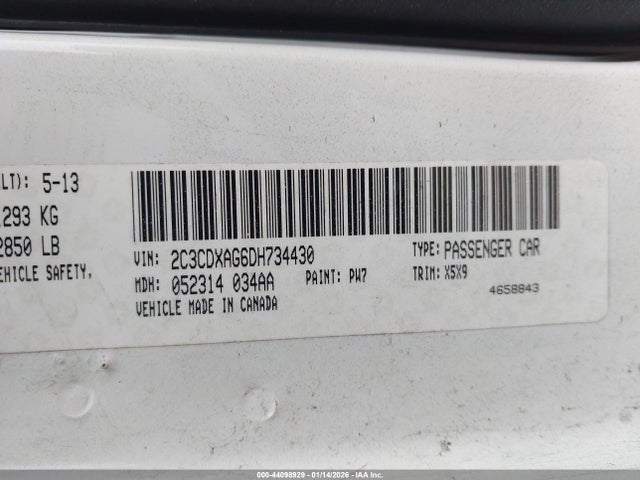 LT): 5-13
293 KG
2850 LB
EHICLE SAFETY,
VIN: 2C3CDXAG6DH734430
TYPE: PASSENGER CAR
MDH: 052314 034AA
PAINT: PW7
TRIM: X5X9
VEHICLE MADE IN CANADA
4658843
000-44098929 - 01/14/2026 - IAA Inc.